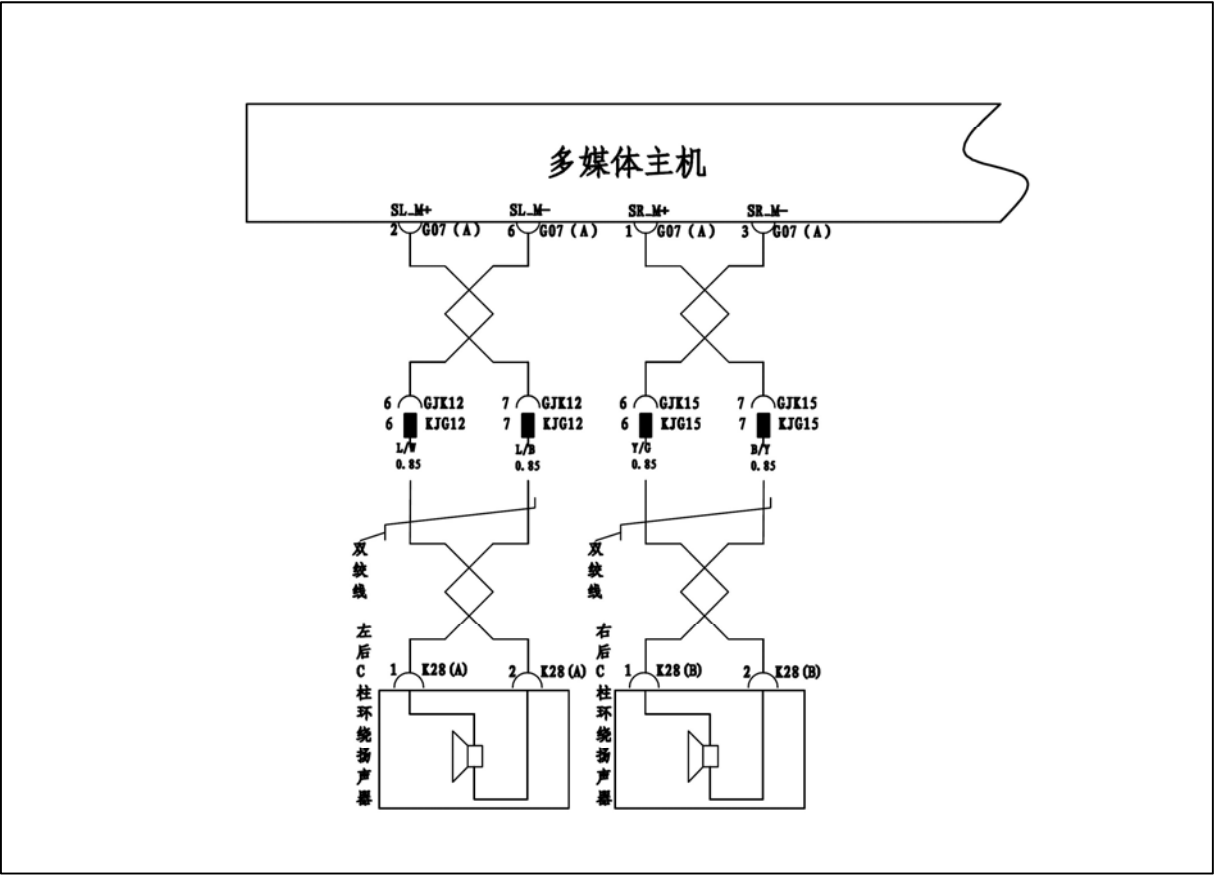 多媒体主机
SL_M+ SL_M- SR_M+ SR_M-
2 G07(A) 6 G07(A) 1 G07(A) 3 G07(A)
6 GJK12 7 GJK12 6 GJK15 7 GJK15
6 KJG12 7 KJG12 6 KJG15 7 KJG15
L/W L/B Y/G B/Y
0.85 0.85 0.85 0.85
双绞线 双绞线
左后C柱环绕扬声器
1 K28(A) 2 K28(A)
右后C柱环绕扬声器
1 K28(B) 2 K28(B)